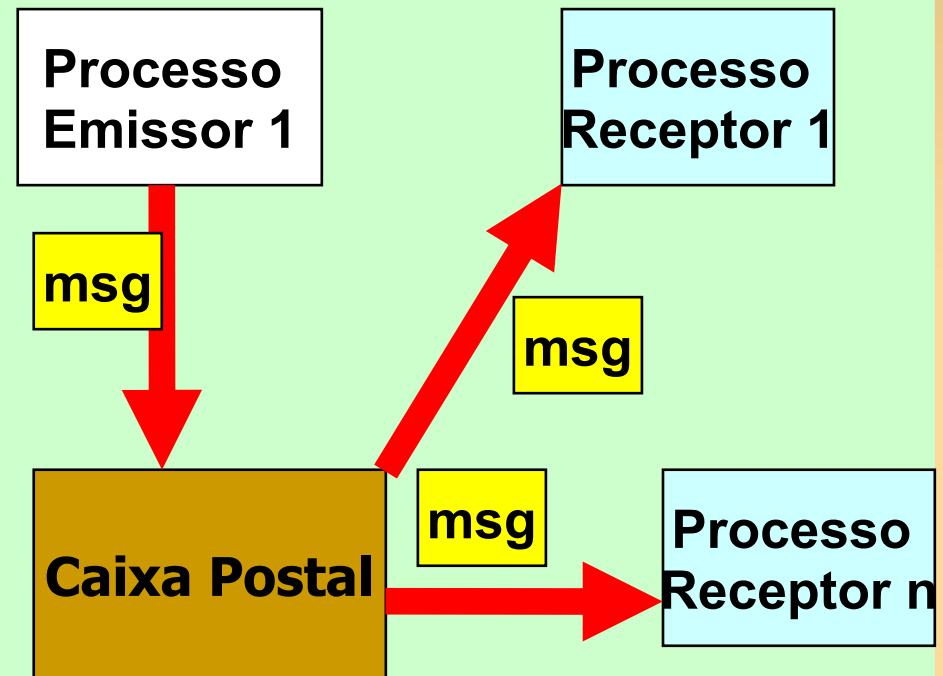 Processo
Emissor 1
Processo
Receptor 1
msg
msg
msg
Caixa Postal
Processo
Receptor n